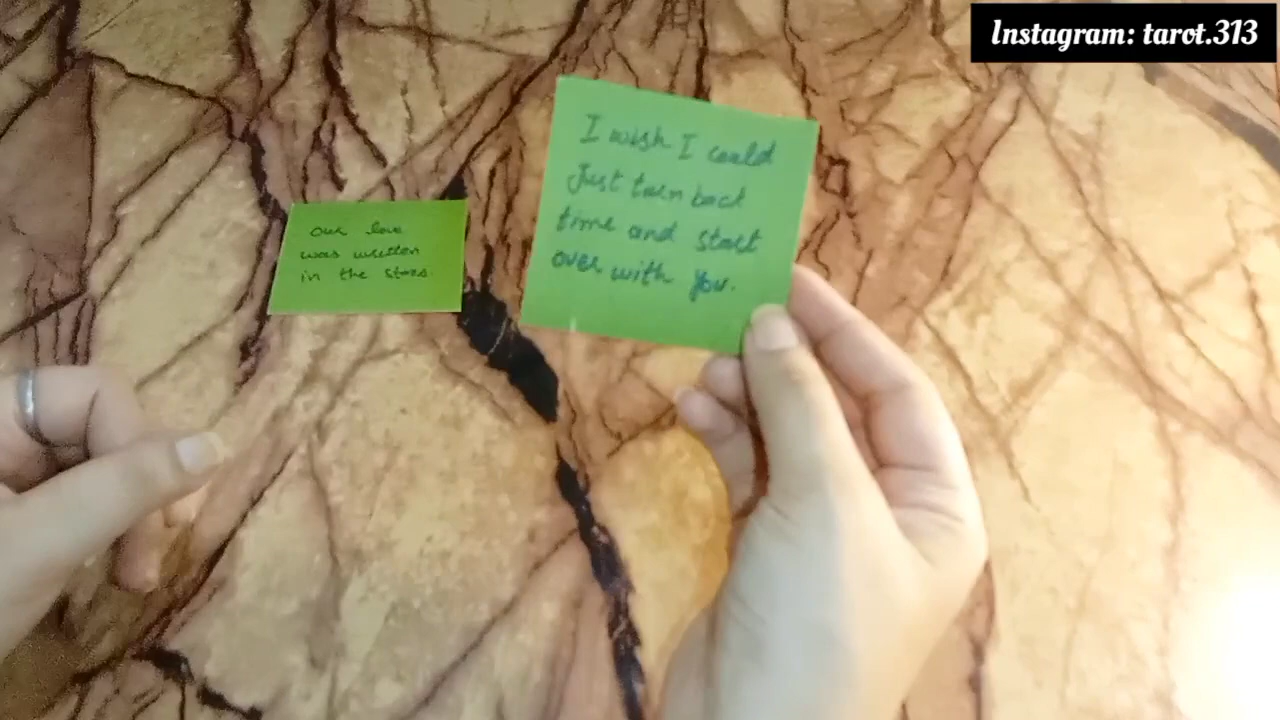 Instagram: tarot.313
I wish I could
Just turn back
time and start
over with you.
our love
was written
in the stars.